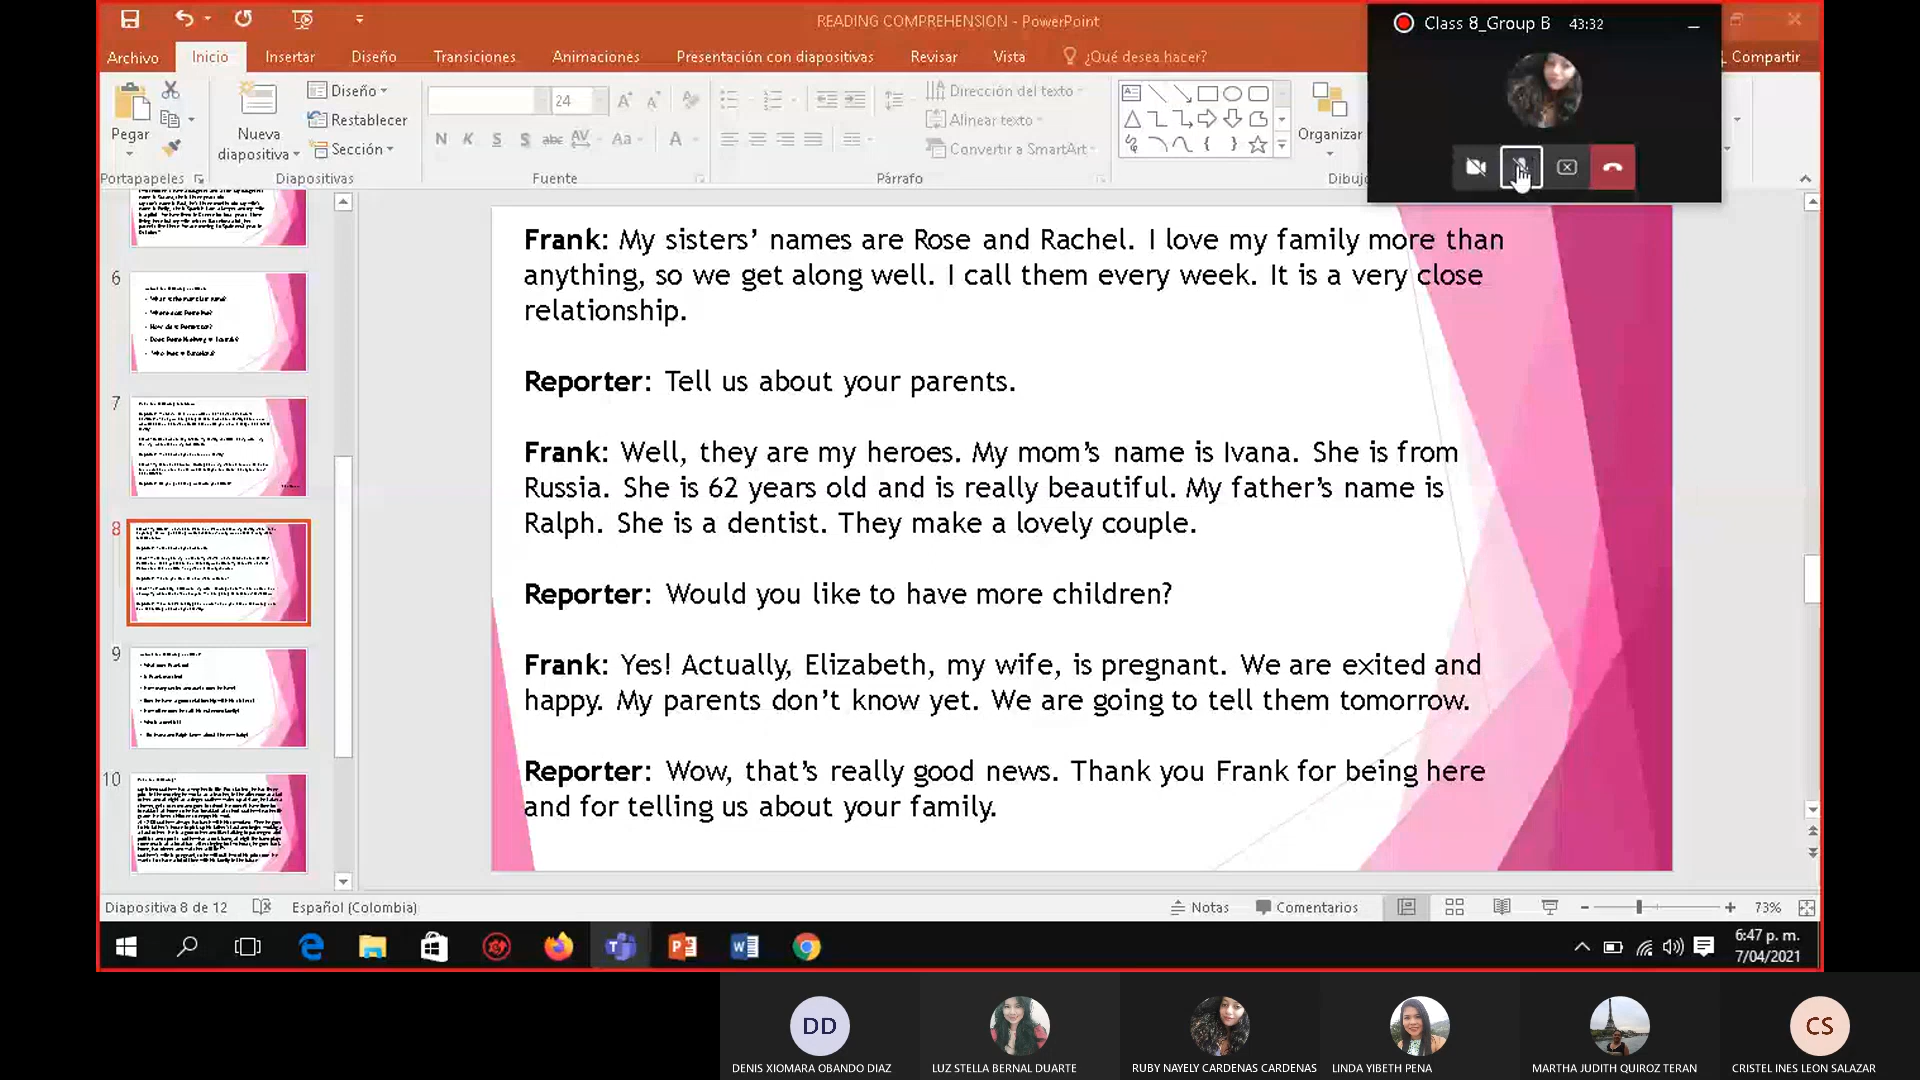 READING COMPREHENSION - PowerPoint
Class 8_Group B 43:32
Archivo Inicio Insertar Diseño Transiciones Animaciones Presentación con diapositivas Revisar Vista ¿Qué desea hacer? Compartir
Pegar
Nueva diapositiva
Diseño
Restablecer
Sección
24
N K S S abc AV Aa A
Dirección del texto
Alinear texto
Convertir a SmartArt
Organizar
Portapapeles Diapositivas Fuente Párrafo Dibujo
6
7
8
9
10
Frank: My sisters’ names are Rose and Rachel. I love my family more than
anything, so we get along well. I call them every week. It is a very close
relationship.
Reporter: Tell us about your parents.
Frank: Well, they are my heroes. My mom’s name is Ivana. She is from
Russia. She is 62 years old and is really beautiful. My father’s name is
Ralph. She is a dentist. They make a lovely couple.
Reporter: Would you like to have more children?
Frank: Yes! Actually, Elizabeth, my wife, is pregnant. We are exited and
happy. My parents don’t know yet. We are going to tell them tomorrow.
Reporter: Wow, that’s really good news. Thank you Frank for being here
and for telling us about your family.
Diapositiva 8 de 12 Español (Colombia) Notas Comentarios 73%
6:47 p. m.
7/04/2021
DD CS
DENIS XIOMARA OBANDO DIAZ LUZ STELLA BERNAL DUARTE RUBY NAYELY CARDENAS CARDENAS LINDA YIBETH PENA MARTHA JUDITH QUIROZ TERAN CRISTEL INES LEON SALAZAR